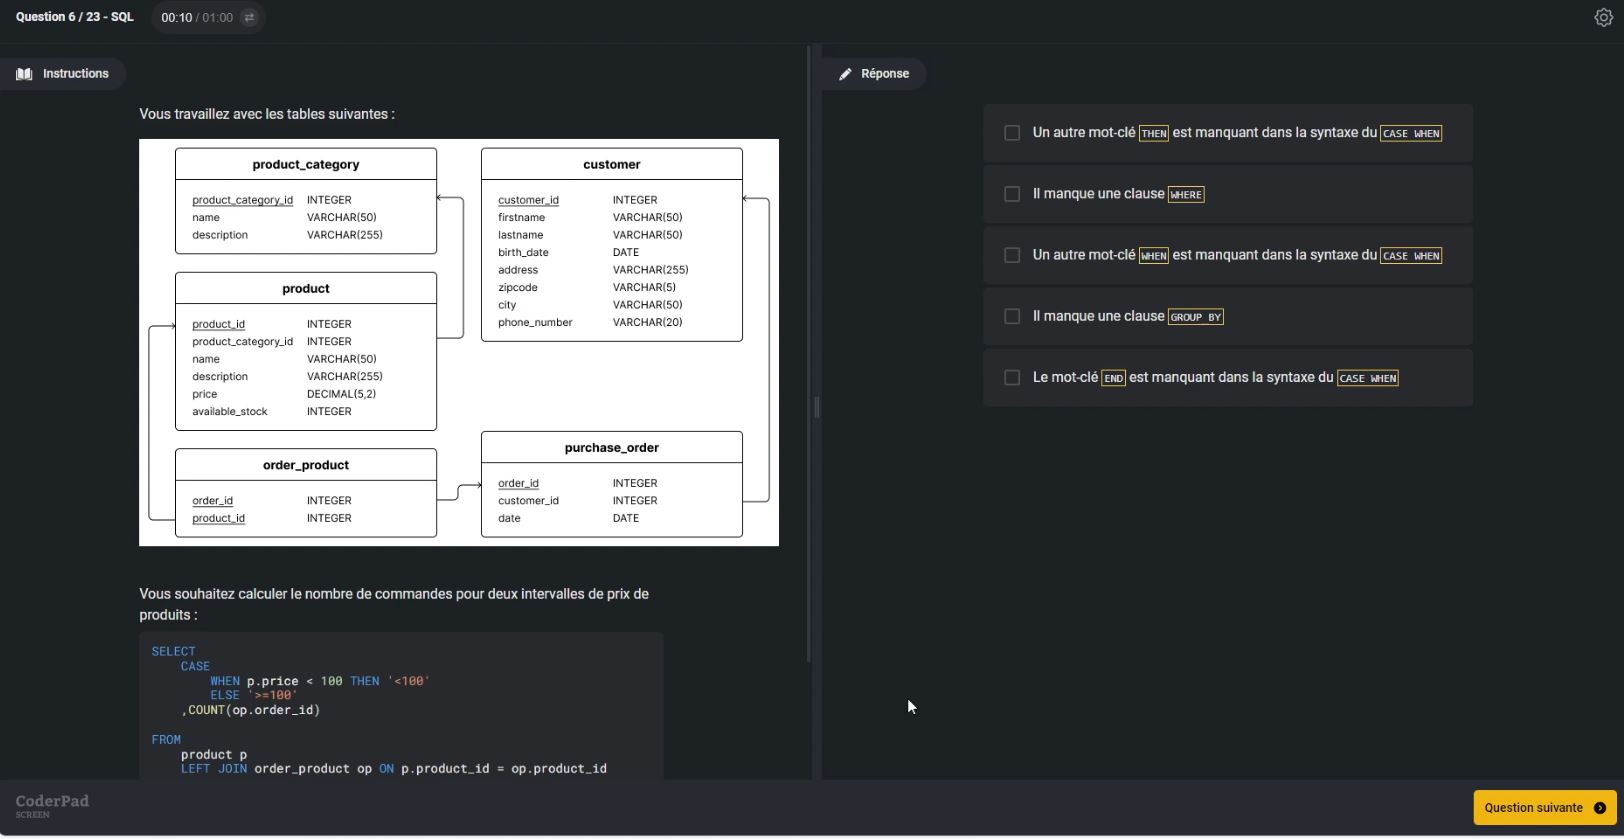 Question 6 / 23 - SQL
00:10 / 01:00
Instructions
Réponse
Vous travaillez avec les tables suivantes :
product_category
product_category_id INTEGER
name VARCHAR(50)
description VARCHAR(255)
customer
customer_id INTEGER
firstname VARCHAR(50)
lastname VARCHAR(50)
birth_date DATE
address VARCHAR(255)
zipcode VARCHAR(5)
city VARCHAR(50)
phone_number VARCHAR(20)
product
product_id INTEGER
product_category_id INTEGER
name VARCHAR(50)
description VARCHAR(255)
price DECIMAL(5,2)
available_stock INTEGER
order_product
order_id INTEGER
product_id INTEGER
purchase_order
order_id INTEGER
customer_id INTEGER
date DATE
Vous souhaitez calculer le nombre de commandes pour deux intervalles de prix de
produits :
SELECT
CASE
WHEN p.price < 100 THEN '<100'
ELSE '>=100'
,COUNT(op.order_id)
FROM
product p
LEFT JOIN order_product op ON p.product_id = op.product_id
Un autre mot-clé THEN est manquant dans la syntaxe du CASE WHEN
Il manque une clause WHERE
Un autre mot-clé WHEN est manquant dans la syntaxe du CASE WHEN
Il manque une clause GROUP BY
Le mot-clé END est manquant dans la syntaxe du CASE WHEN
CoderPad
SCREEN
Question suivante